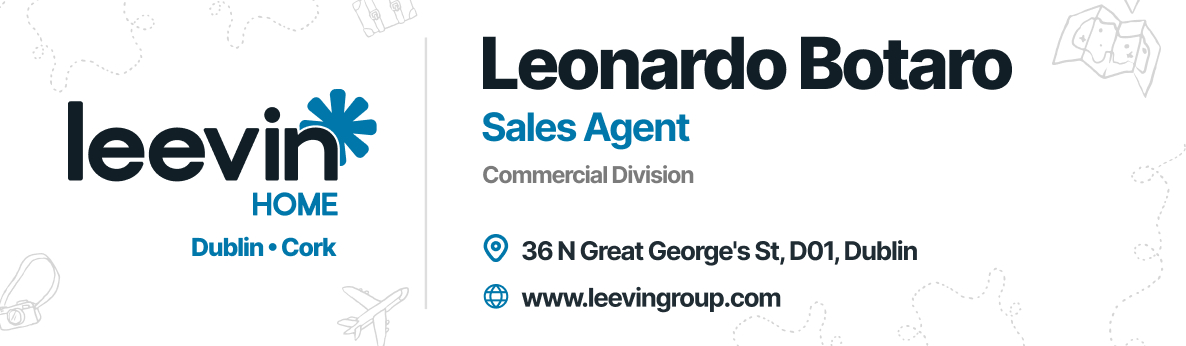 leevin
HOME
Dublin • Cork
Leonardo Botaro
Sales Agent
Commercial Division
36 N Great George's St, D01, Dublin
www.leevingroup.com